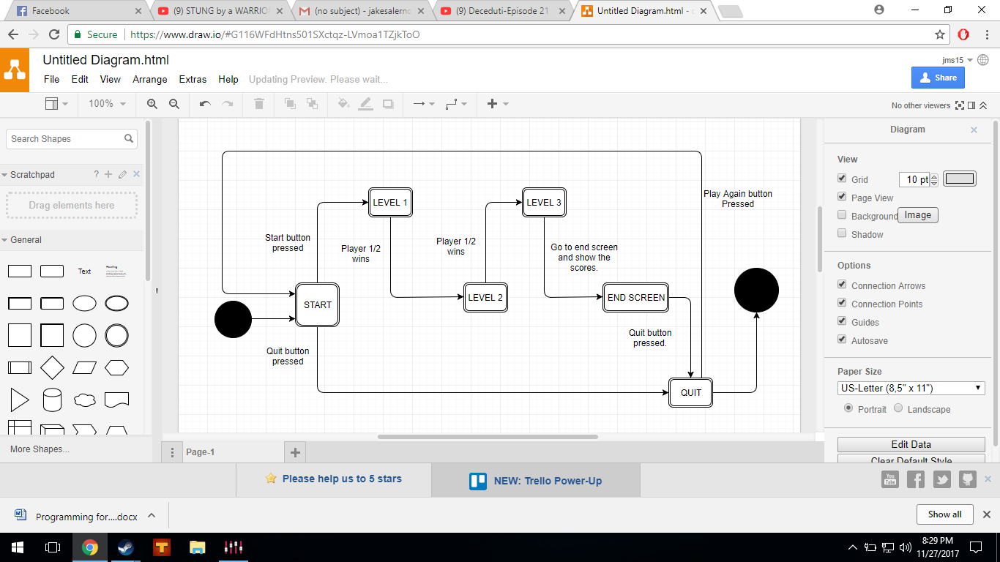 Facebook
(9) STUNG by a WARRIO
(no subject) - jakesalerno
(9) Deceduti-Episode 21
Untitled Diagram.html -
Secure
https://www.draw.io/#G116WFdHtns501SXctqz-LVmoa1TZjkToO
Untitled Diagram.html
jms15
File Edit View Arrange Extras Help Updating Preview. Please wait...
Share
100%
No other viewers
Search Shapes
Scratchpad
?
Drag elements here
General
Text
Heading
More Shapes...
Play Again button
Pressed
LEVEL 1
LEVEL 3
Start button
pressed
Player 1/2
wins
Player 1/2
wins
Go to end screen
and show the
scores.
START
LEVEL 2
END SCREEN
Quit button
pressed
Quit button
pressed.
QUIT
Page-1
Diagram
View
Grid
10 pt
Page View
Background
Image
Shadow
Options
Connection Arrows
Connection Points
Guides
Autosave
Paper Size
US-Letter (8,5" x 11")
Portrait
Landscape
Edit Data
Clear Default Style
Please help us to 5 stars
NEW: Trello Power-Up
You
Tube
Programming for....docx
Show all
8:29 PM
11/27/2017